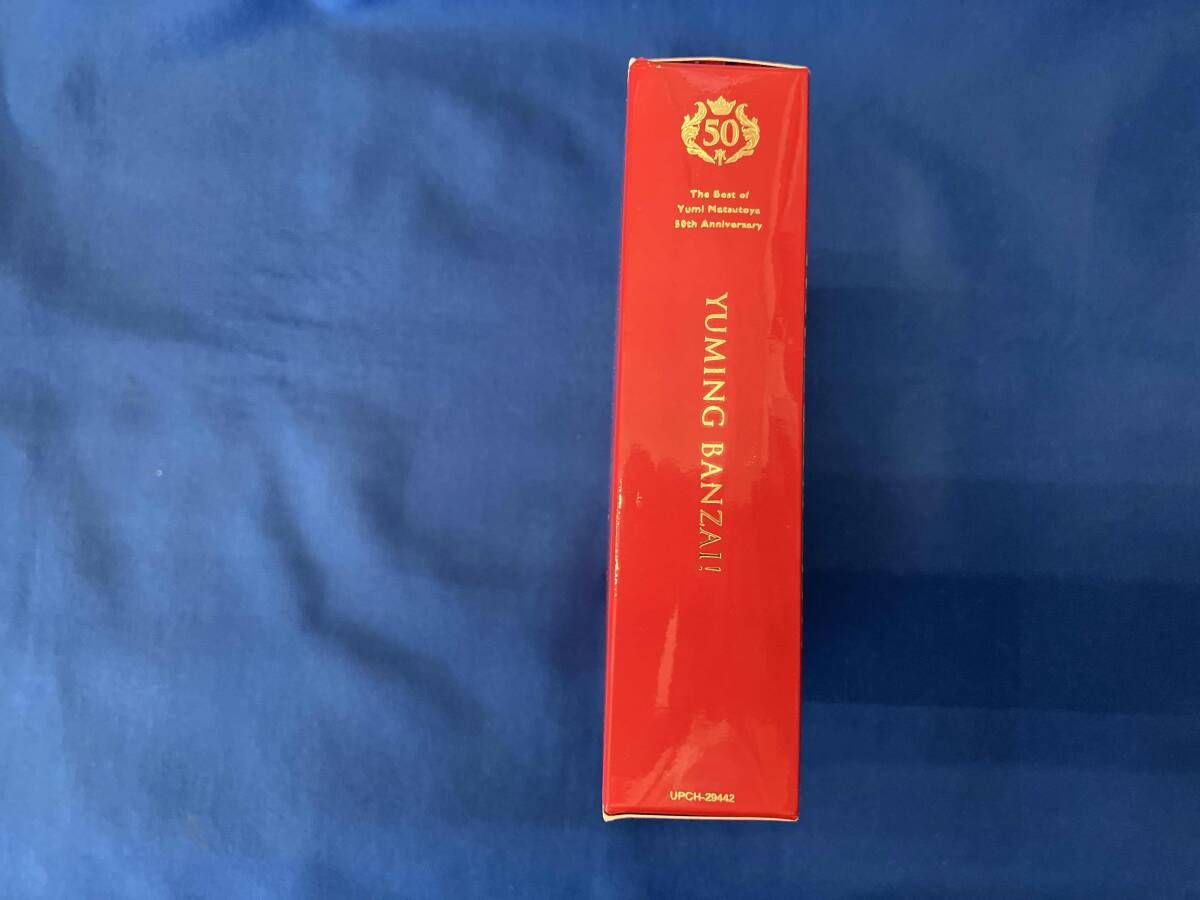 50
The Best of
Yumi Matsutoya
50th Anniversary
YUMING BANZAI!
UPCH-29442